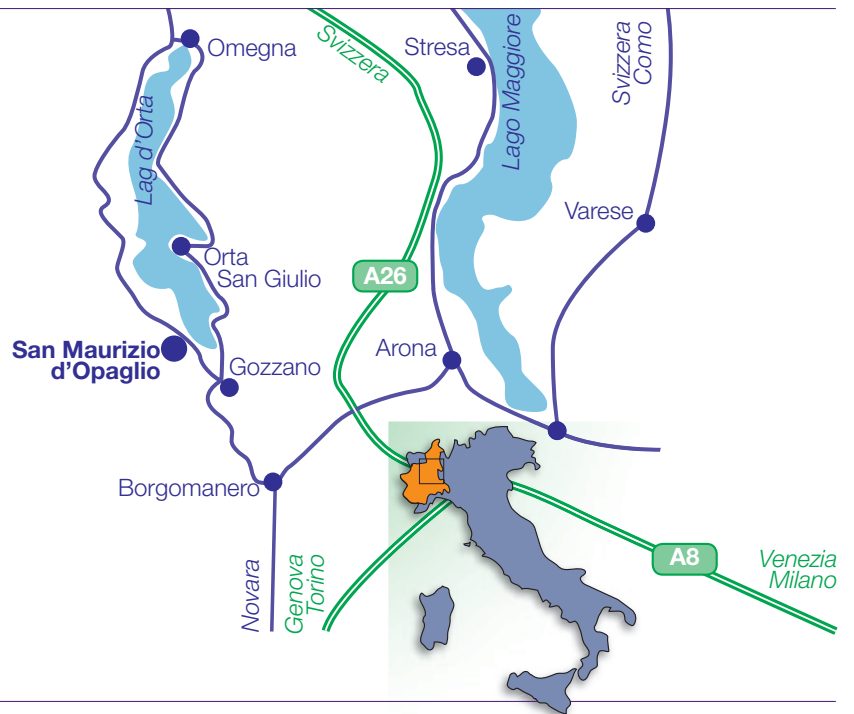 Omegna
Svizzera
Stresa
Lago Maggiore
Svizzera
Como
Lag d'Orta
Varese
Orta
San Giulio
A26
San Maurizio
d’Opaglio
Gozzano
Arona
Borgomanero
Novara
Genova
Torino
A8
Venezia
Milano